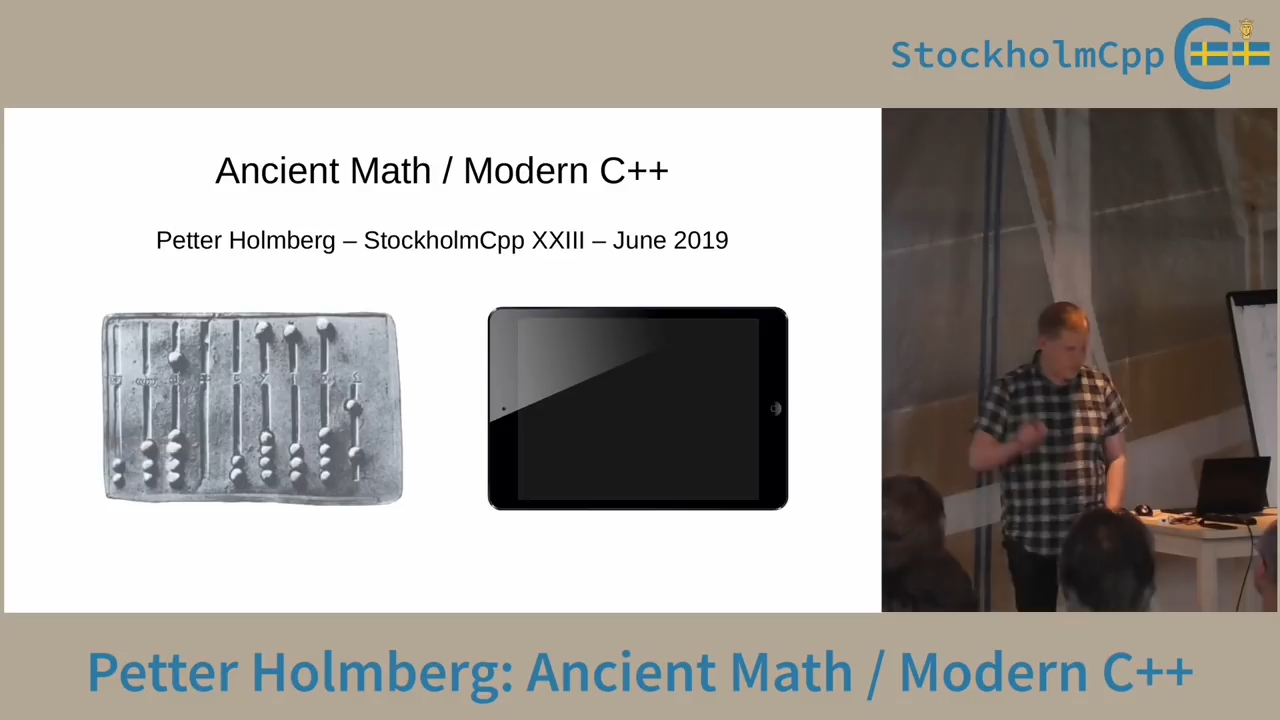 StockholmCpp
Ancient Math / Modern C++
Petter Holmberg – StockholmCpp XXIII – June 2019
Petter Holmberg: Ancient Math / Modern C++